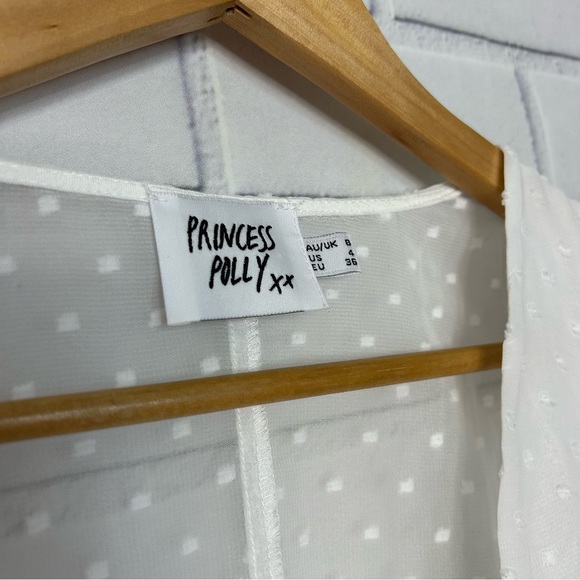 PRINCESS
POLLY xx
AU/UK 8
US 4
EU 36